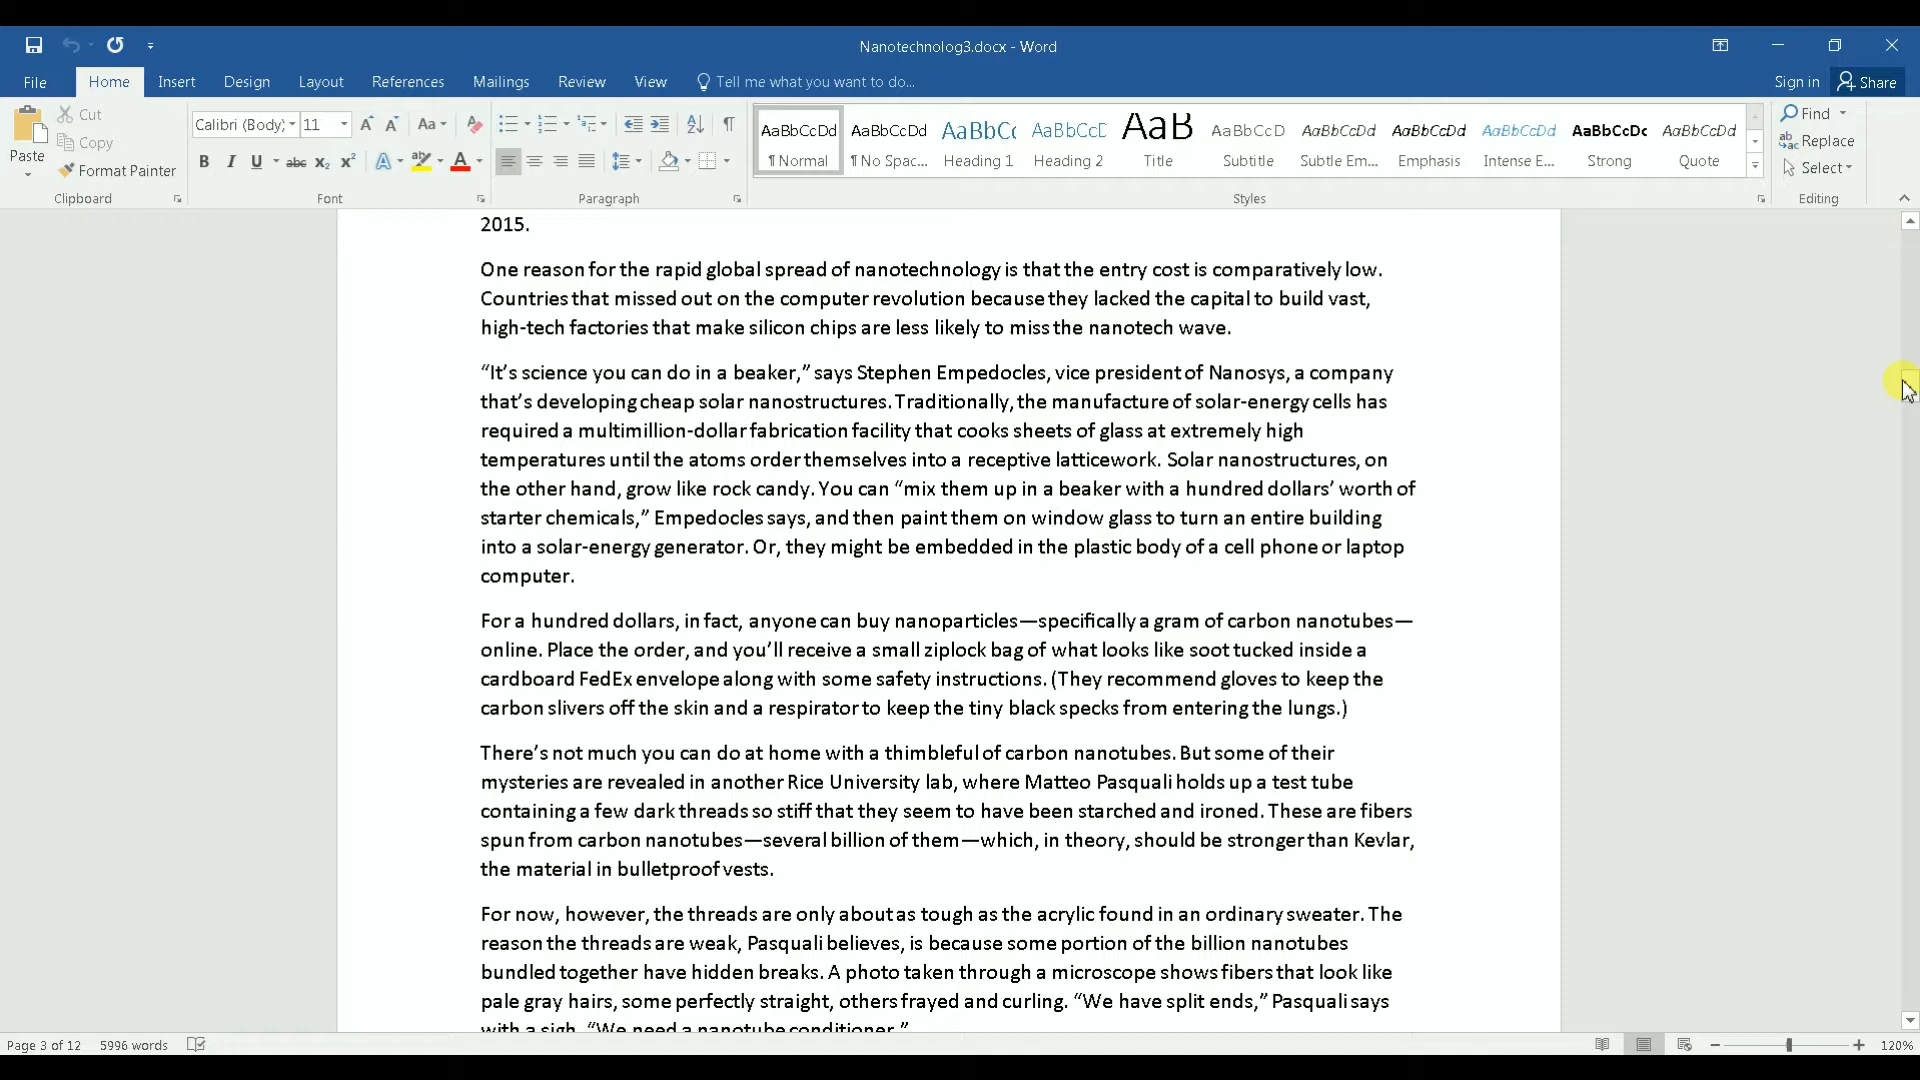 Nanotechnolog3.docx - Word
File Home Insert Design Layout References Mailings Review View Tell me what you want to do... Sign in Share
Paste Cut Copy Format Painter
Calibri (Body) 11
Aa
B I U abc X₂ X² A ab A
AaBbCcDd AaBbCcDd AaBbCc AaBbCcC AaB AaBbCcD AaBbCcDd AaBbCcDd AaBbCcDd AaBbCcDc AaBbCcDd
¶ Normal ¶ No Spac... Heading 1 Heading 2 Title Subtitle Subtle Em... Emphasis Intense E... Strong Quote
Find Replace Select
Clipboard Font Paragraph Styles Editing
2015.
One reason for the rapid global spread of nanotechnology is that the entry cost is comparatively low.
Countries that missed out on the computer revolution because they lacked the capital to build vast,
high-tech factories that make silicon chips are less likely to miss the nanotech wave.
“It’s science you can do in a beaker,” says Stephen Empedocles, vice president of Nanosys, a company
that’s developing cheap solar nanostructures. Traditionally, the manufacture of solar-energy cells has
required a multimillion-dollar fabrication facility that cooks sheets of glass at extremely high
temperatures until the atoms order themselves into a receptive latticework. Solar nanostructures, on
the other hand, grow like rock candy. You can “mix them up in a beaker with a hundred dollars’ worth of
starter chemicals,” Empedocles says, and then paint them on window glass to turn an entire building
into a solar-energy generator. Or, they might be embedded in the plastic body of a cell phone or laptop
computer.
For a hundred dollars, in fact, anyone can buy nanoparticles—specifically a gram of carbon nanotubes—
online. Place the order, and you’ll receive a small ziplock bag of what looks like soot tucked inside a
cardboard FedEx envelope along with some safety instructions. (They recommend gloves to keep the
carbon slivers off the skin and a respirator to keep the tiny black specks from entering the lungs.)
There’s not much you can do at home with a thimbleful of carbon nanotubes. But some of their
mysteries are revealed in another Rice University lab, where Matteo Pasquali holds up a test tube
containing a few dark threads so stiff that they seem to have been starched and ironed. These are fibers
spun from carbon nanotubes—several billion of them—which, in theory, should be stronger than Kevlar,
the material in bulletproof vests.
For now, however, the threads are only about as tough as the acrylic found in an ordinary sweater. The
reason the threads are weak, Pasquali believes, is because some portion of the billion nanotubes
bundled together have hidden breaks. A photo taken through a microscope shows fibers that look like
pale gray hairs, some perfectly straight, others frayed and curling. “We have split ends,” Pasquali says
with a sigh. “We need a nanotube conditioner.”
Page 3 of 12 5996 words 120%